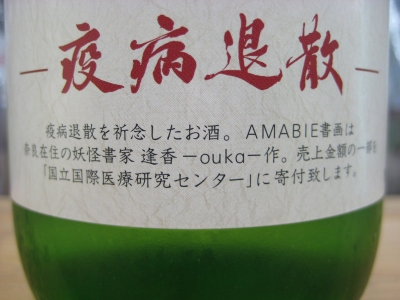 疫病退散
疫病退散を祈念したお酒。AMABIE書画は
奈良在住の妖怪書家 逢香 ーoukaー作。売上金額の一部を
「国立国際医療研究センター」に寄付致します。